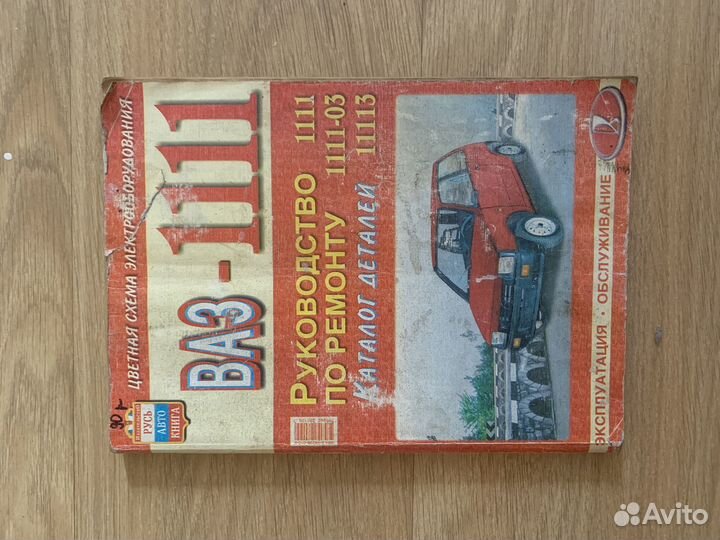 ЦВЕТНАЯ СХЕМА ЭЛЕКТРООБОРУДОВАНИЯ
ВАЗ-1111
РУКОВОДСТВО
ПО РЕМОНТУ
КАТАЛОГ ДЕТАЛЕЙ
1111
1111-03
11113
ЭКСПЛУАТАЦИЯ • ОБСЛУЖИВАНИЕ
РУСЬ
АВТО
КНИГА
Avito